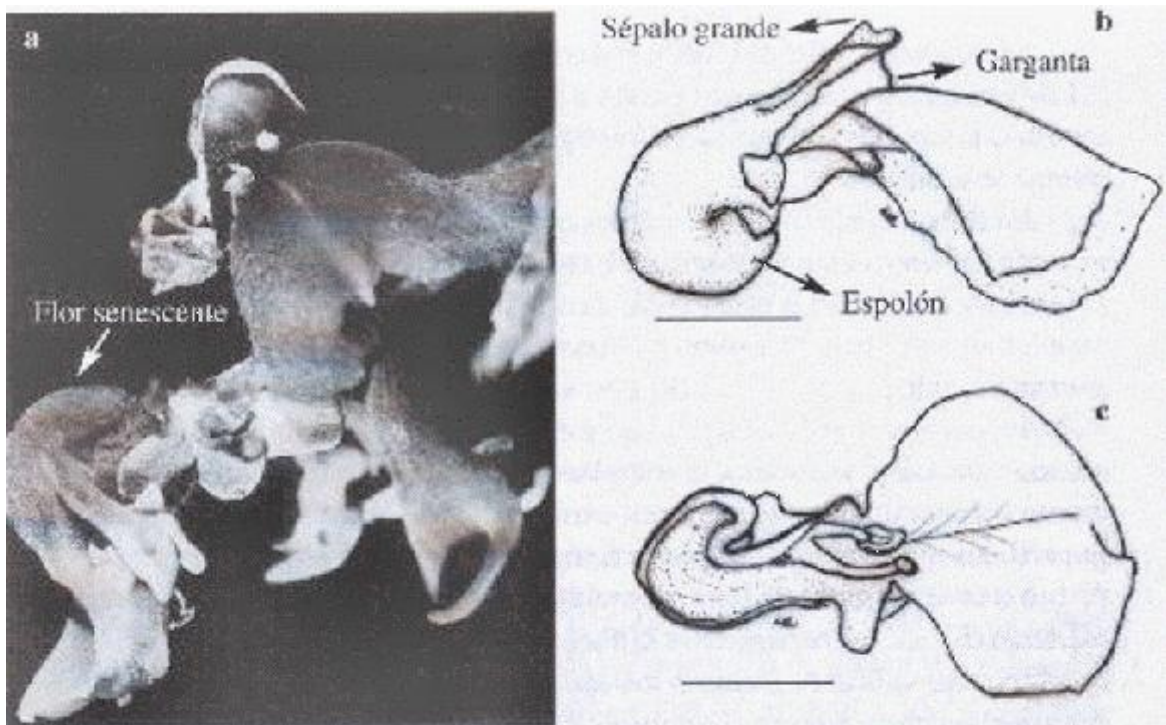 a
Flor senescente
b
Sépalo grande
Garganta
Espolón
c